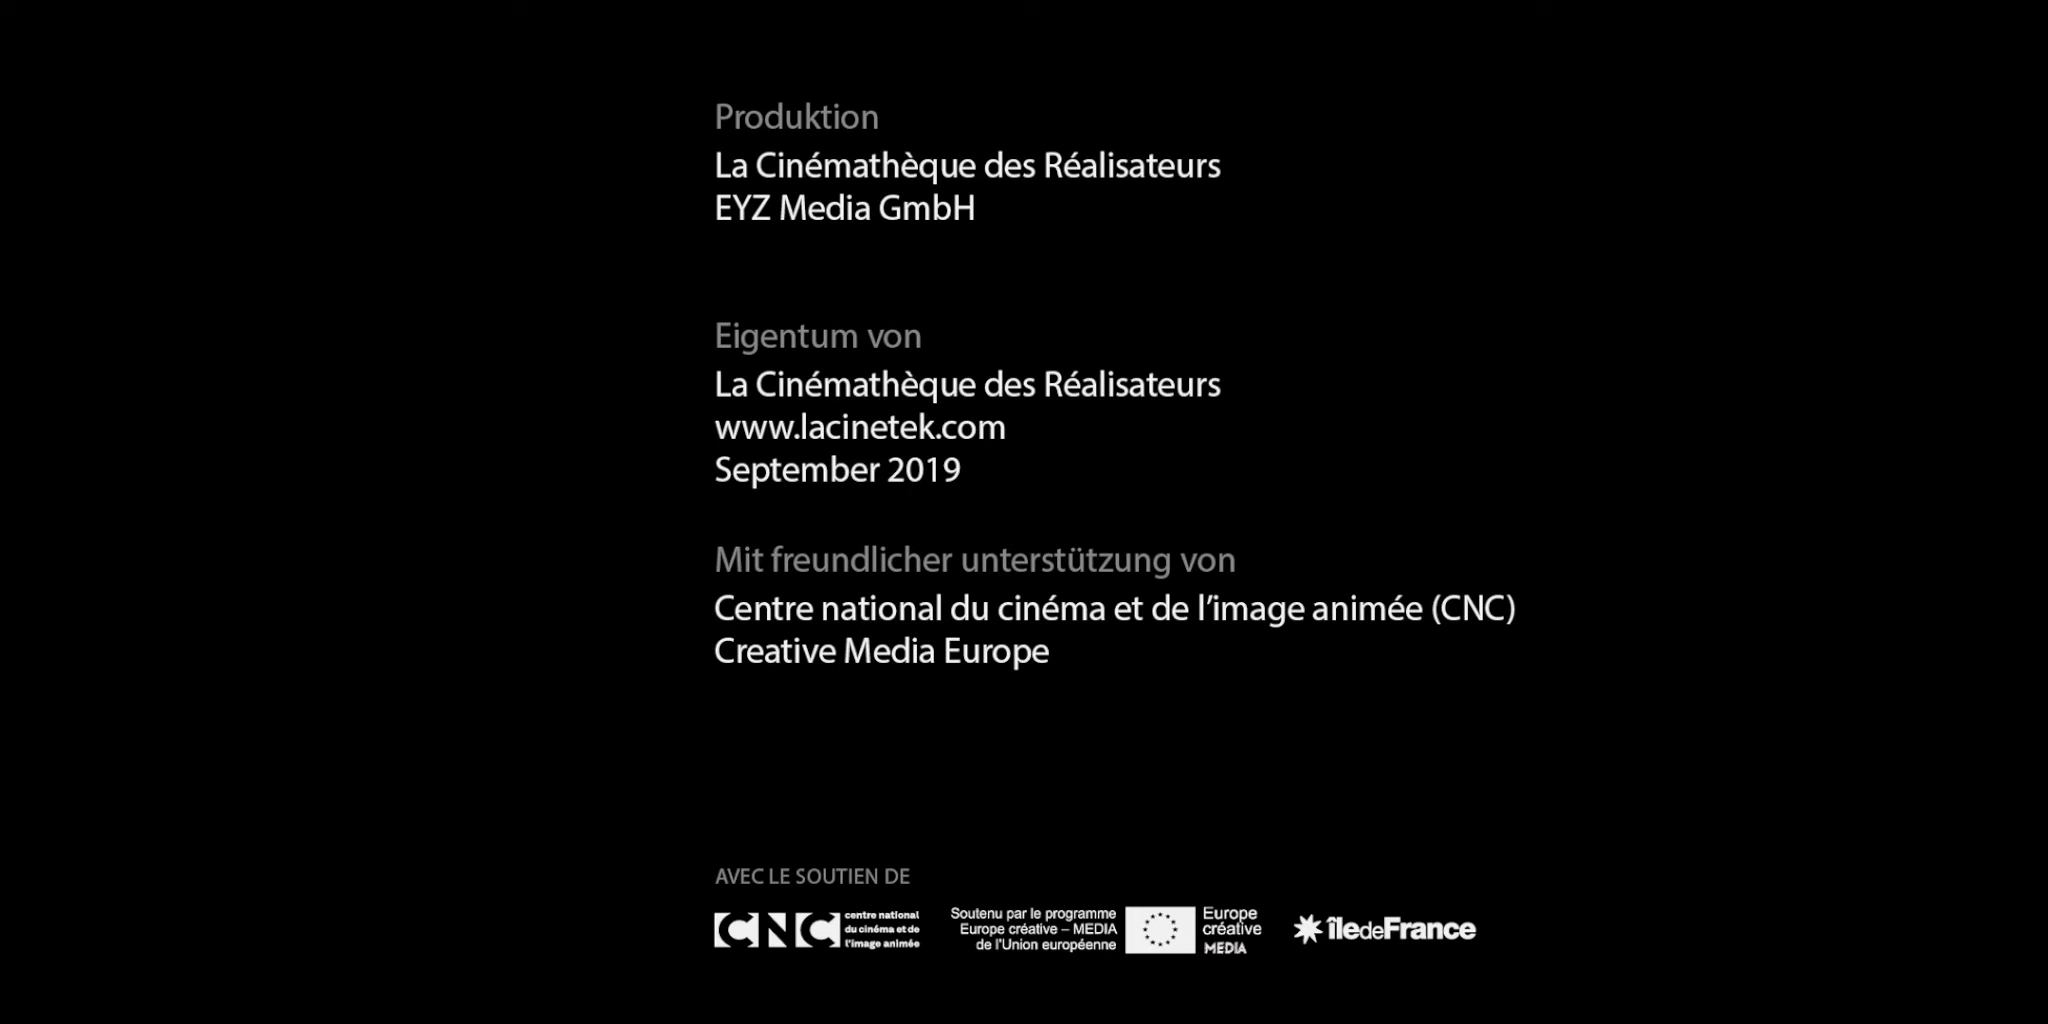 Produktion
La Cinémathèque des Réalisateurs
EYZ Media GmbH
Eigentum von
La Cinémathèque des Réalisateurs
www.lacinetek.com
September 2019
Mit freundlicher unterstützung von
Centre national du cinéma et de l’image animée (CNC)
Creative Media Europe
AVEC LE SOUTIEN DE
CNC
centre national
du cinéma et de
l'image animée
Soutenu par le programme
Europe créative – MEDIA
de l'Union européenne
Europe
créative
MEDIA
îledeFrance